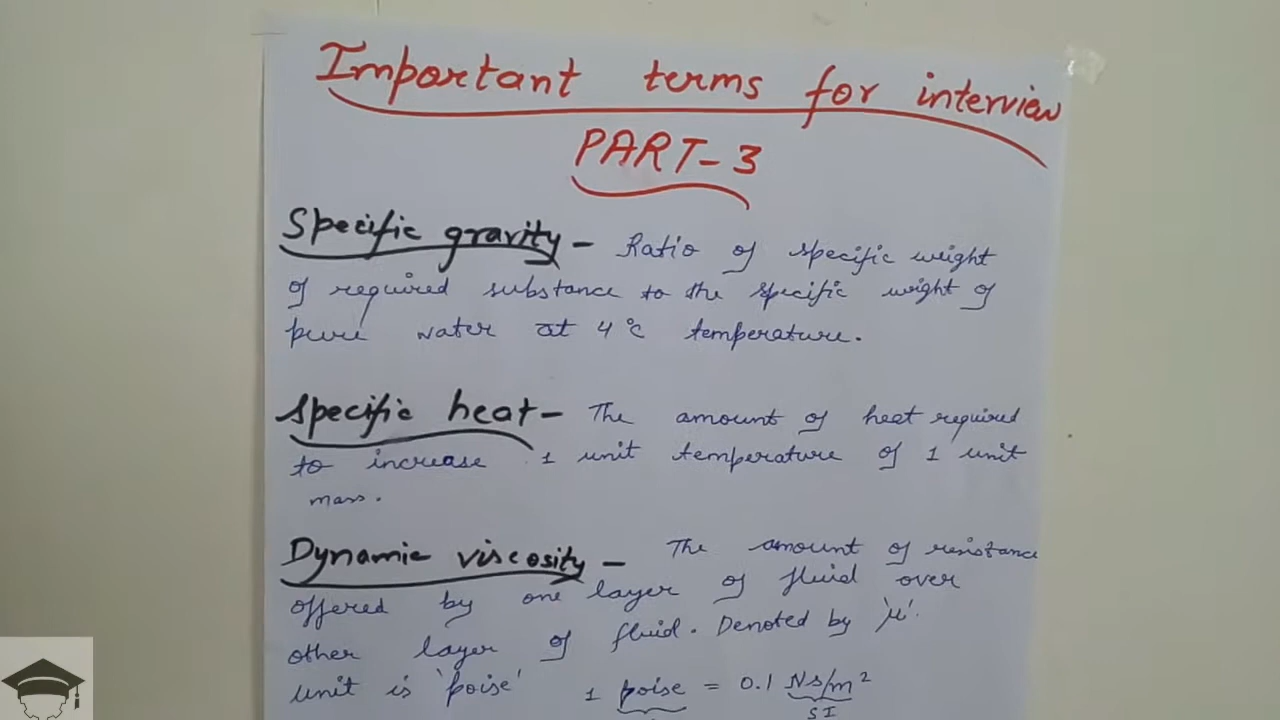 Important terms for interview
PART-3
Specific gravity - Ratio of specific weight
of required substance to the specific weight of
pure water at 4°c temperature.
Specific heat - The amount of heat required
to increase 1 unit temperature of 1 unit
mass.
Dynamic viscosity - The amount of resistance
offered by one layer of fluid over
other layer of fluid. Denoted by 'μ'.
unit is 'poise' 1 poise = 0.1 Ns/m²
SI